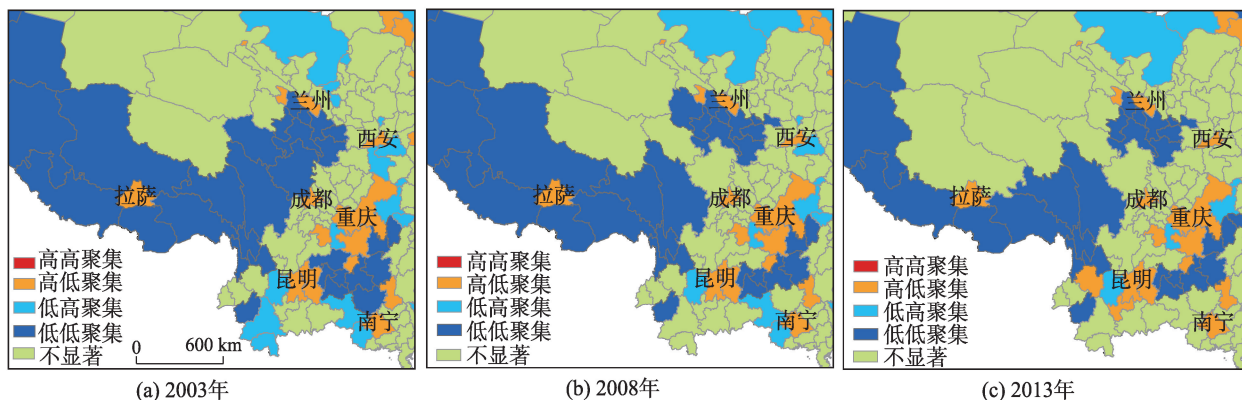 兰州
西安
拉萨
成都
重庆
昆明
南宁
高高聚集
高低聚集
低高聚集
低低聚集
不显著
0 600 km
(a) 2003年
兰州
西安
拉萨
成都
重庆
昆明
南宁
高高聚集
高低聚集
低高聚集
低低聚集
不显著
(b) 2008年
兰州
西安
拉萨
成都
重庆
昆明
南宁
高高聚集
高低聚集
低高聚集
低低聚集
不显著
(c) 2013年